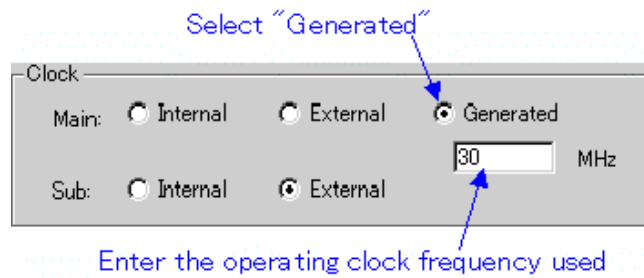 Select "Generated"
Clock
Main: Internal External Generated
30 MHz
Sub: Internal External
Enter the operating clock frequency used